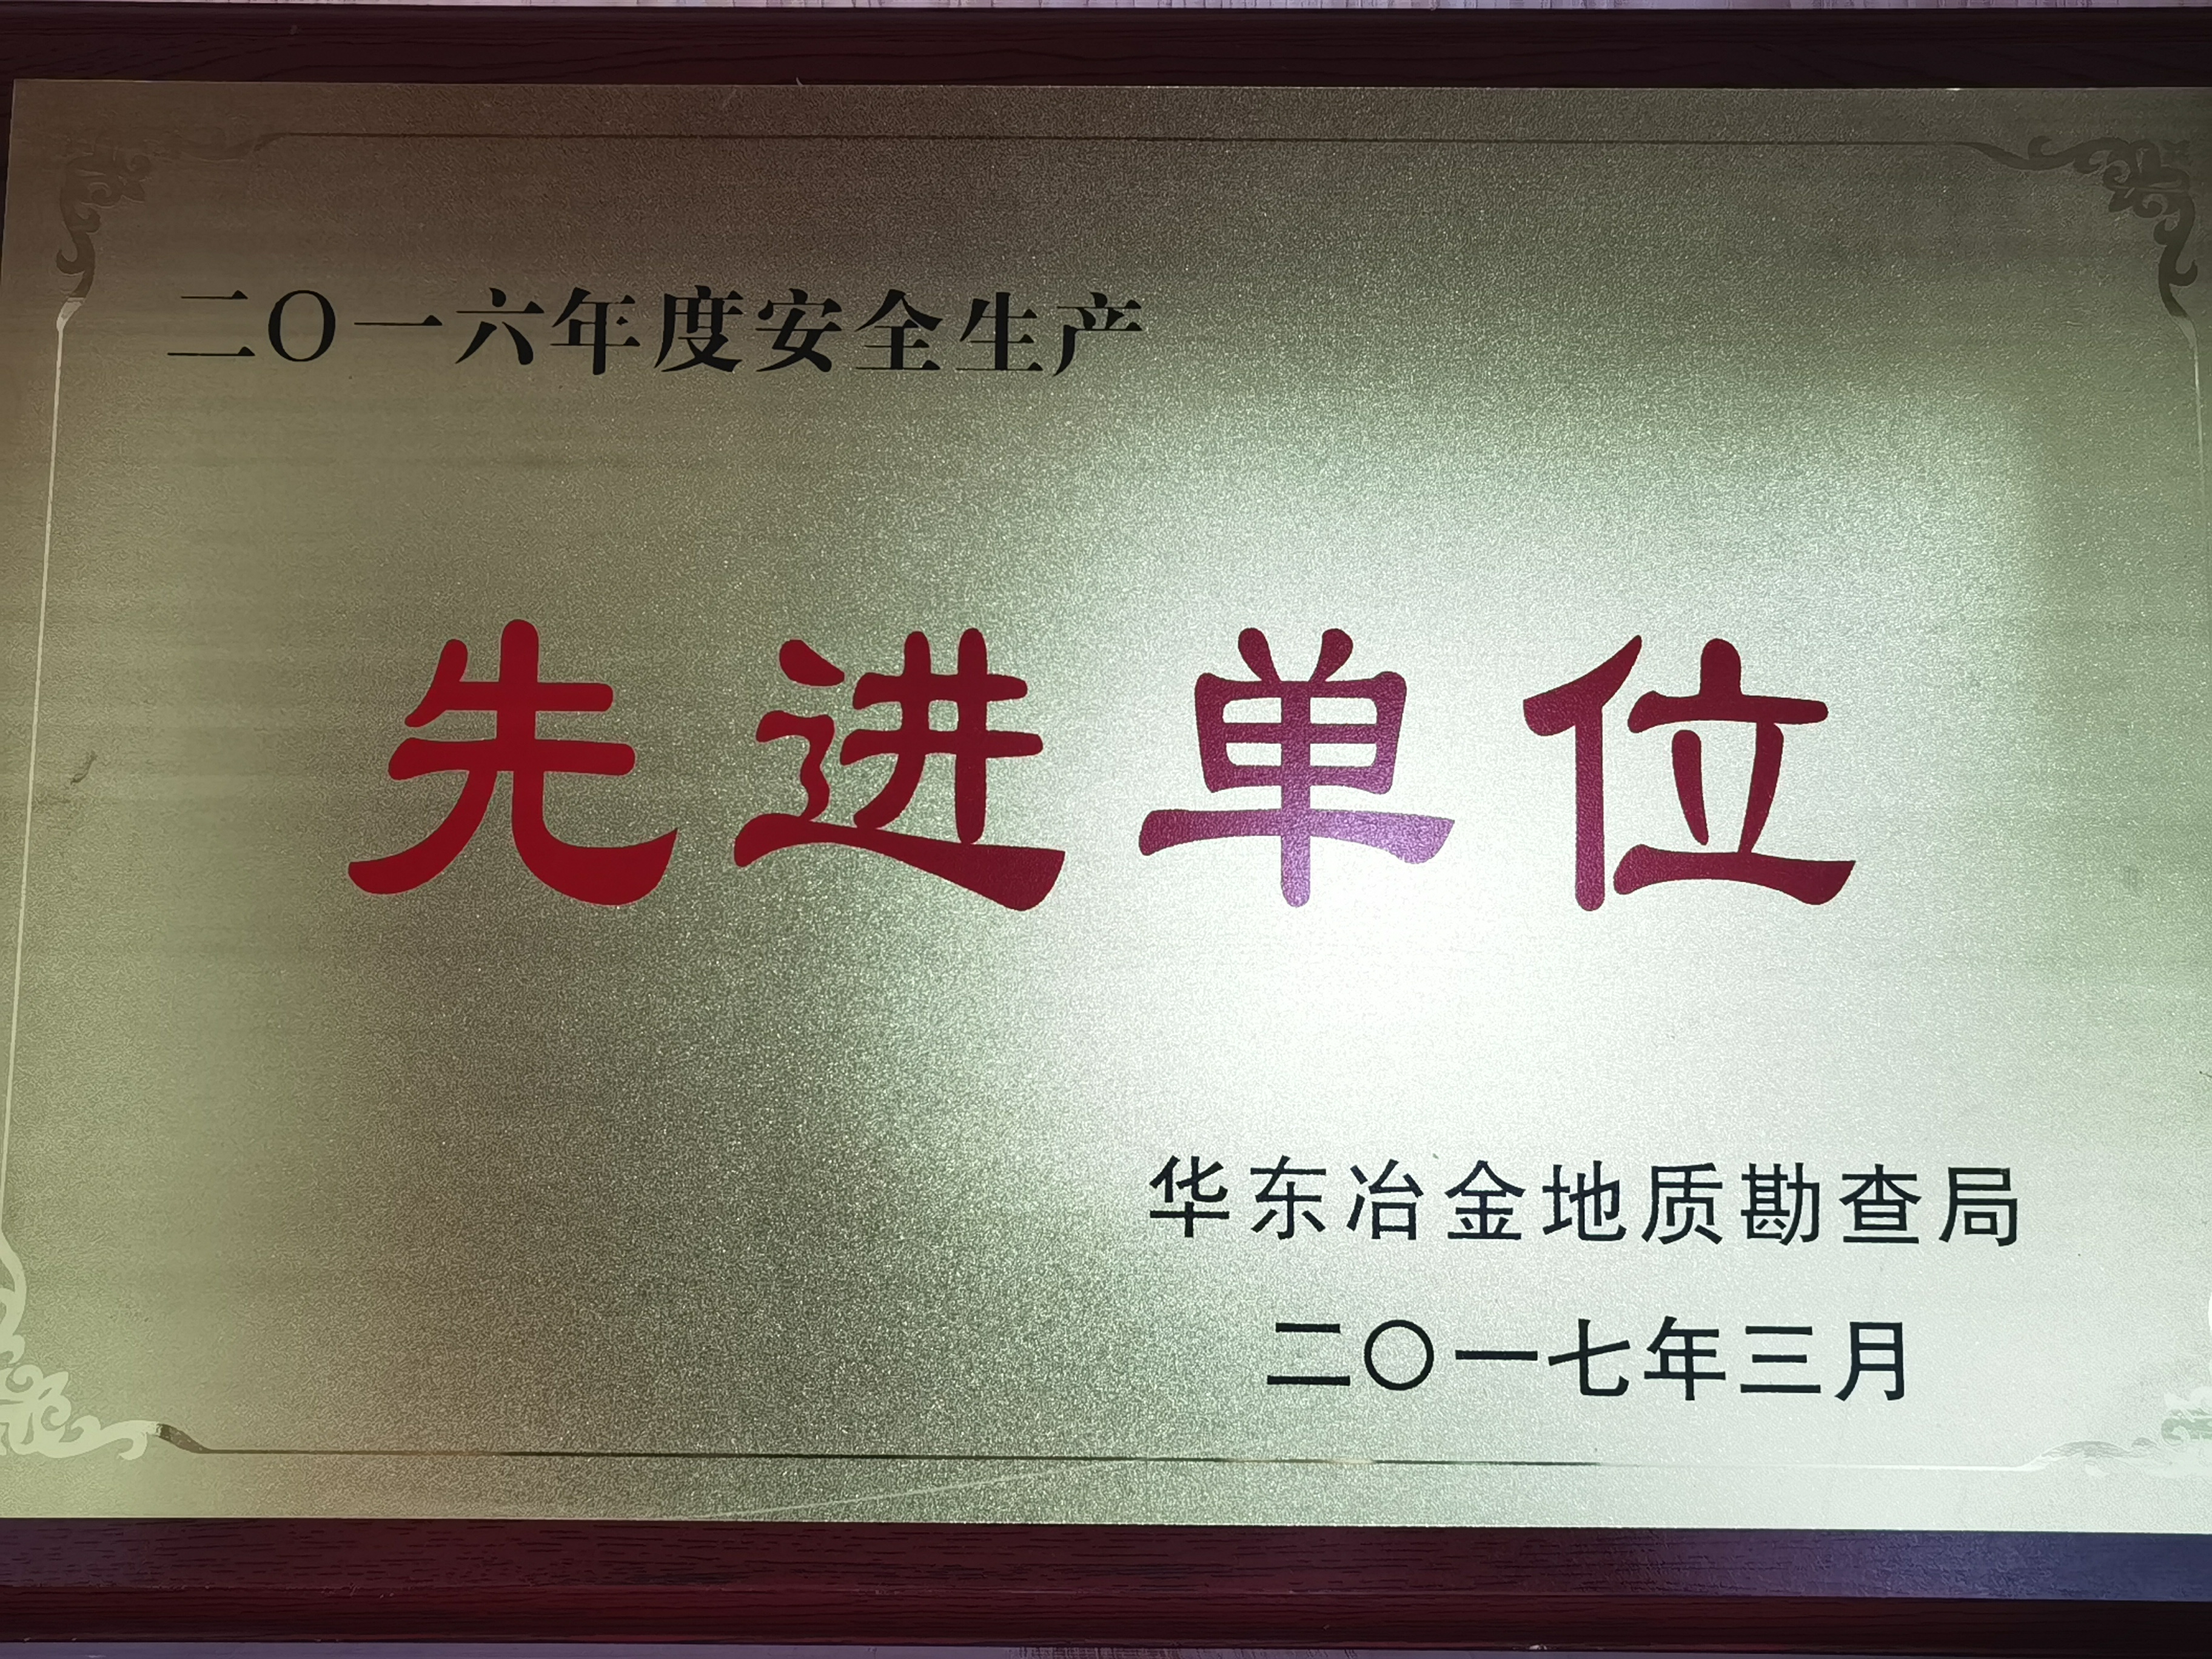 二〇一六年度安全生产
先进单位
华东冶金地质勘查局
二〇一七年三月